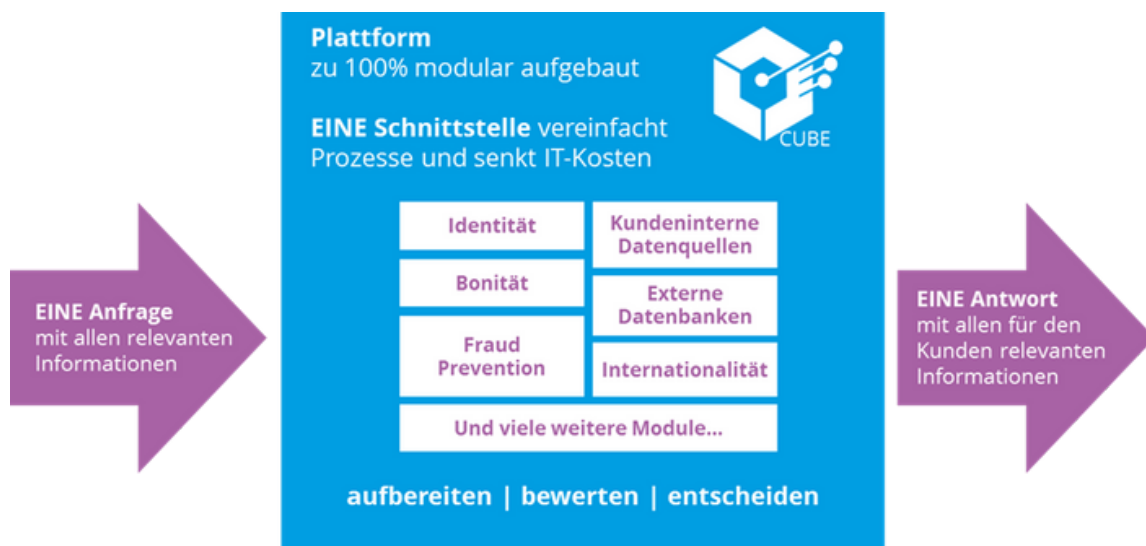 Plattform
zu 100% modular aufgebaut
EINE Schnittstelle vereinfacht
Prozesse und senkt IT-Kosten
CUBE
EINE Anfrage
mit allen relevanten
Informationen
Identität
Bonität
Fraud
Prevention
Kundeninterne
Datenquellen
Externe
Datenbanken
Internationalität
Und viele weitere Module...
aufbereiten | bewerten | entscheiden
EINE Antwort
mit allen für den
Kunden relevanten
Informationen